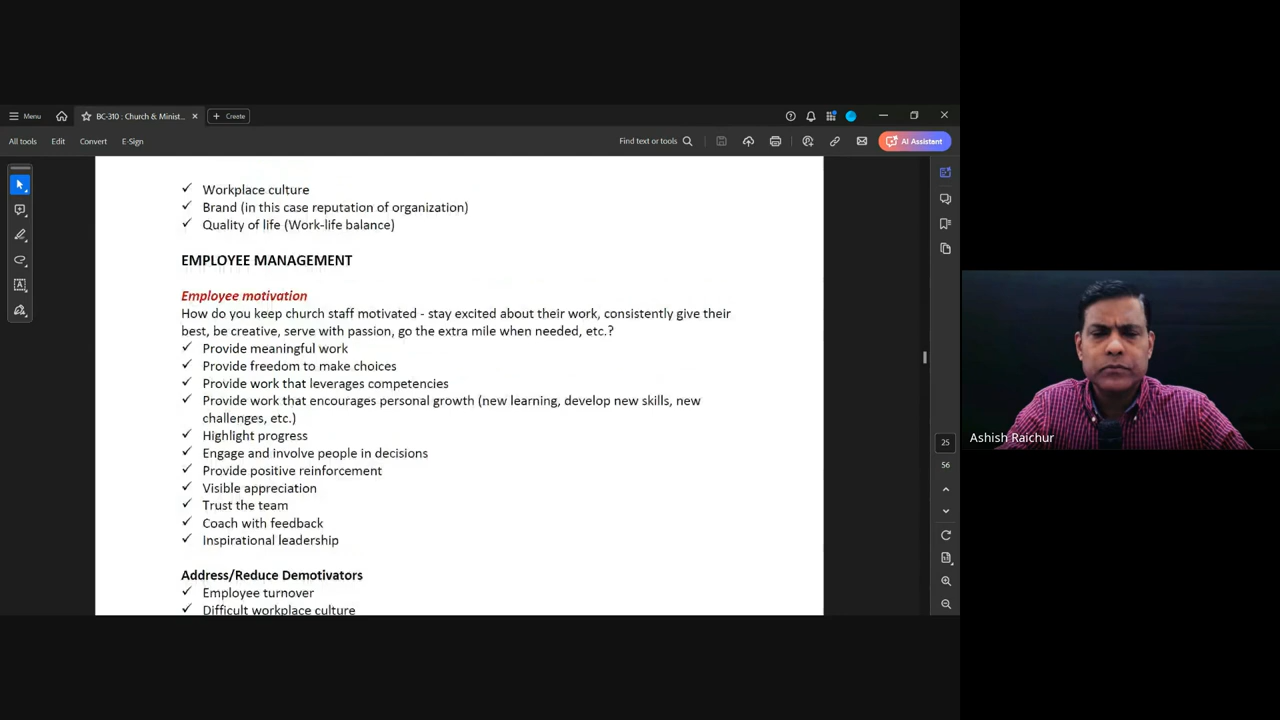 Menu
BC-310 : Church & Minist...
Create
All tools
Edit
Convert
E-Sign
Find text or tools
AI Assistant
✓ Workplace culture
✓ Brand (in this case reputation of organization)
✓ Quality of life (Work-life balance)
EMPLOYEE MANAGEMENT
Employee motivation
How do you keep church staff motivated - stay excited about their work, consistently give their
best, be creative, serve with passion, go the extra mile when needed, etc.?
✓ Provide meaningful work
✓ Provide freedom to make choices
✓ Provide work that leverages competencies
✓ Provide work that encourages personal growth (new learning, develop new skills, new
challenges, etc.)
✓ Highlight progress
✓ Engage and involve people in decisions
✓ Provide positive reinforcement
✓ Visible appreciation
✓ Trust the team
✓ Coach with feedback
✓ Inspirational leadership
Address/Reduce Demotivators
✓ Employee turnover
✓ Difficult workplace culture
25
56
Ashish Raichur